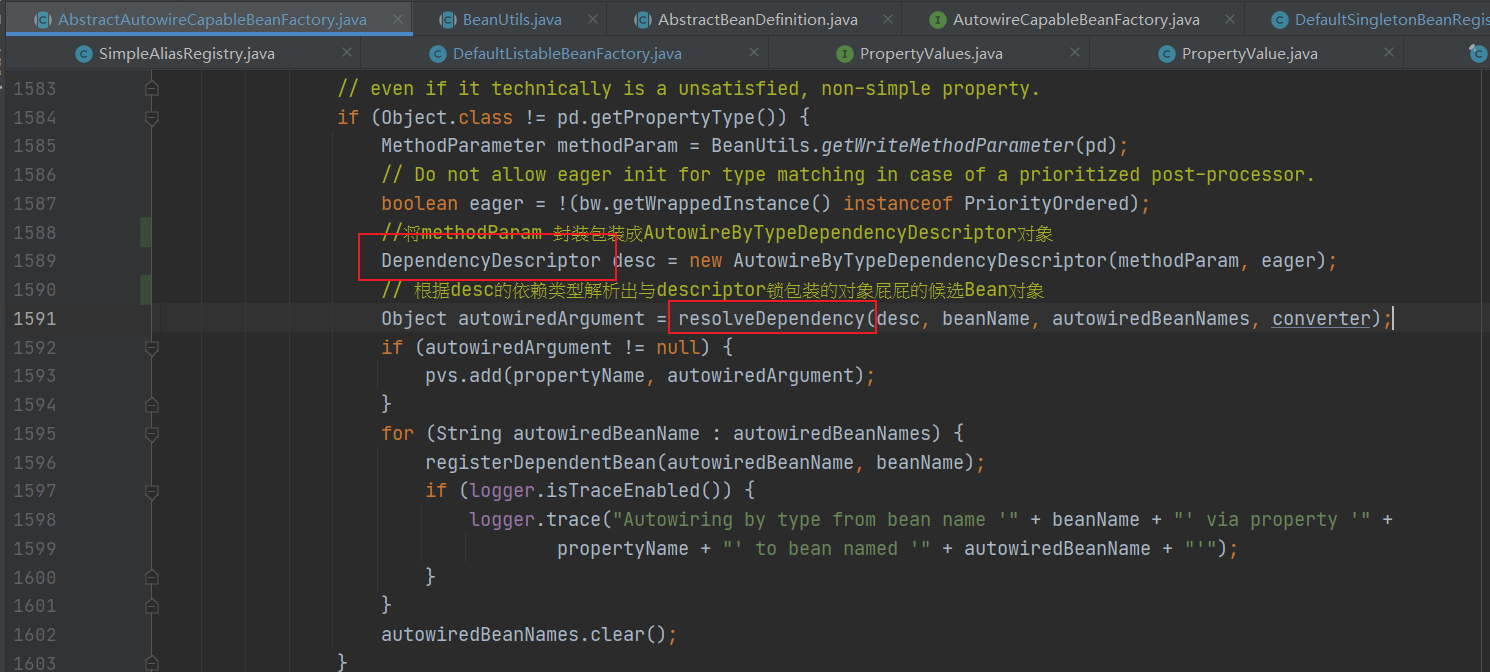 AbstractAutowireCapableBeanFactory.java BeanUtils.java AbstractBeanDefinition.java AutowireCapableBeanFactory.java DefaultSingletonBeanRegis
SimpleAliasRegistry.java DefaultListableBeanFactory.java PropertyValues.java PropertyValue.java
1583 // even if it technically is a unsatisfied, non-simple property.
1584 if (Object.class != pd.getPropertyType()) {
1585 MethodParameter methodParam = BeanUtils.getWriteMethodParameter(pd);
1586 // Do not allow eager init for type matching in case of a prioritized post-processor.
1587 boolean eager = !(bw.getWrappedInstance() instanceof PriorityOrdered);
1588 //将methodParam 封装包装成AutowireByTypeDependencyDescriptor对象
1589 DependencyDescriptor desc = new AutowireByTypeDependencyDescriptor(methodParam, eager);
1590 // 根据desc的依赖类型解析出与descriptor锁包装的对象屁屁的候选Bean对象
1591 Object autowiredArgument = resolveDependency(desc, beanName, autowiredBeanNames, converter);
1592 if (autowiredArgument != null) {
1593 pvs.add(propertyName, autowiredArgument);
1594 }
1595 for (String autowiredBeanName : autowiredBeanNames) {
1596 registerDependentBean(autowiredBeanName, beanName);
1597 if (logger.isTraceEnabled()) {
1598 logger.trace("Autowiring by type from bean name '" + beanName + "' via property '" +
1599 propertyName + "' to bean named '" + autowiredBeanName + "'");
1600 }
1601 }
1602 autowiredBeanNames.clear();
1603 }